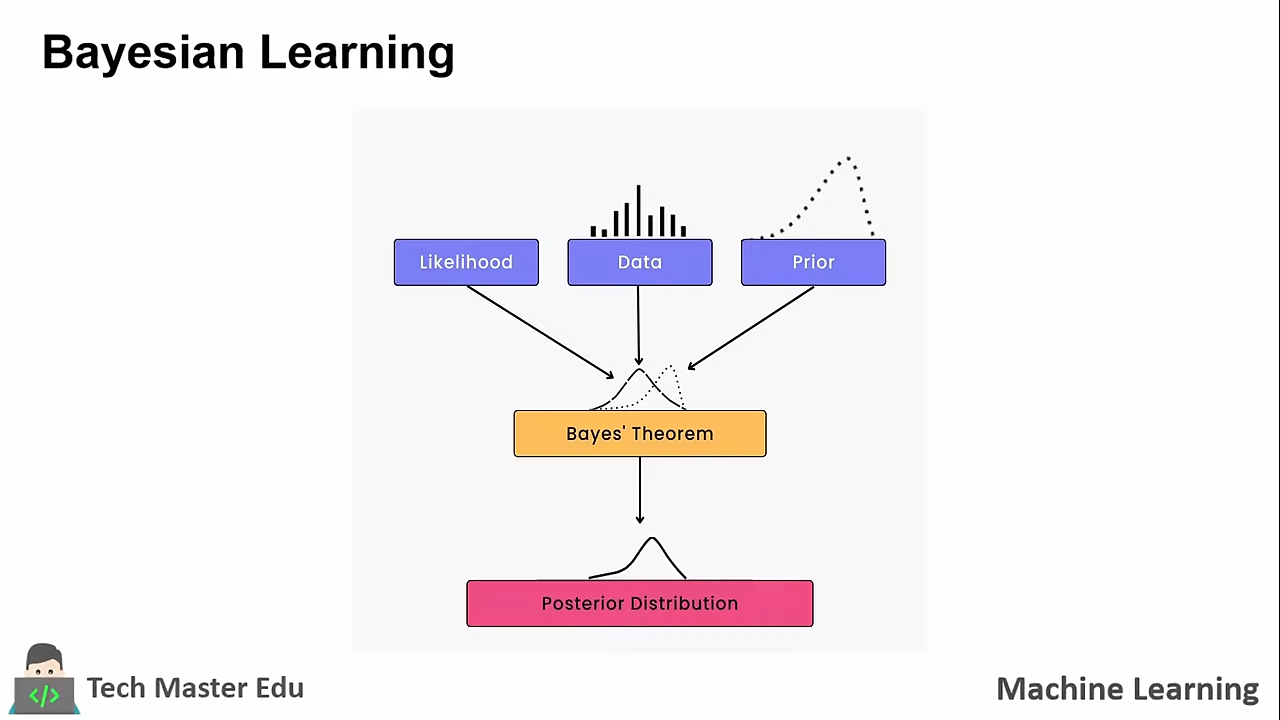 Bayesian Learning
Likelihood
Data
Prior
Bayes' Theorem
Posterior Distribution
</>
Tech Master Edu
Machine Learning